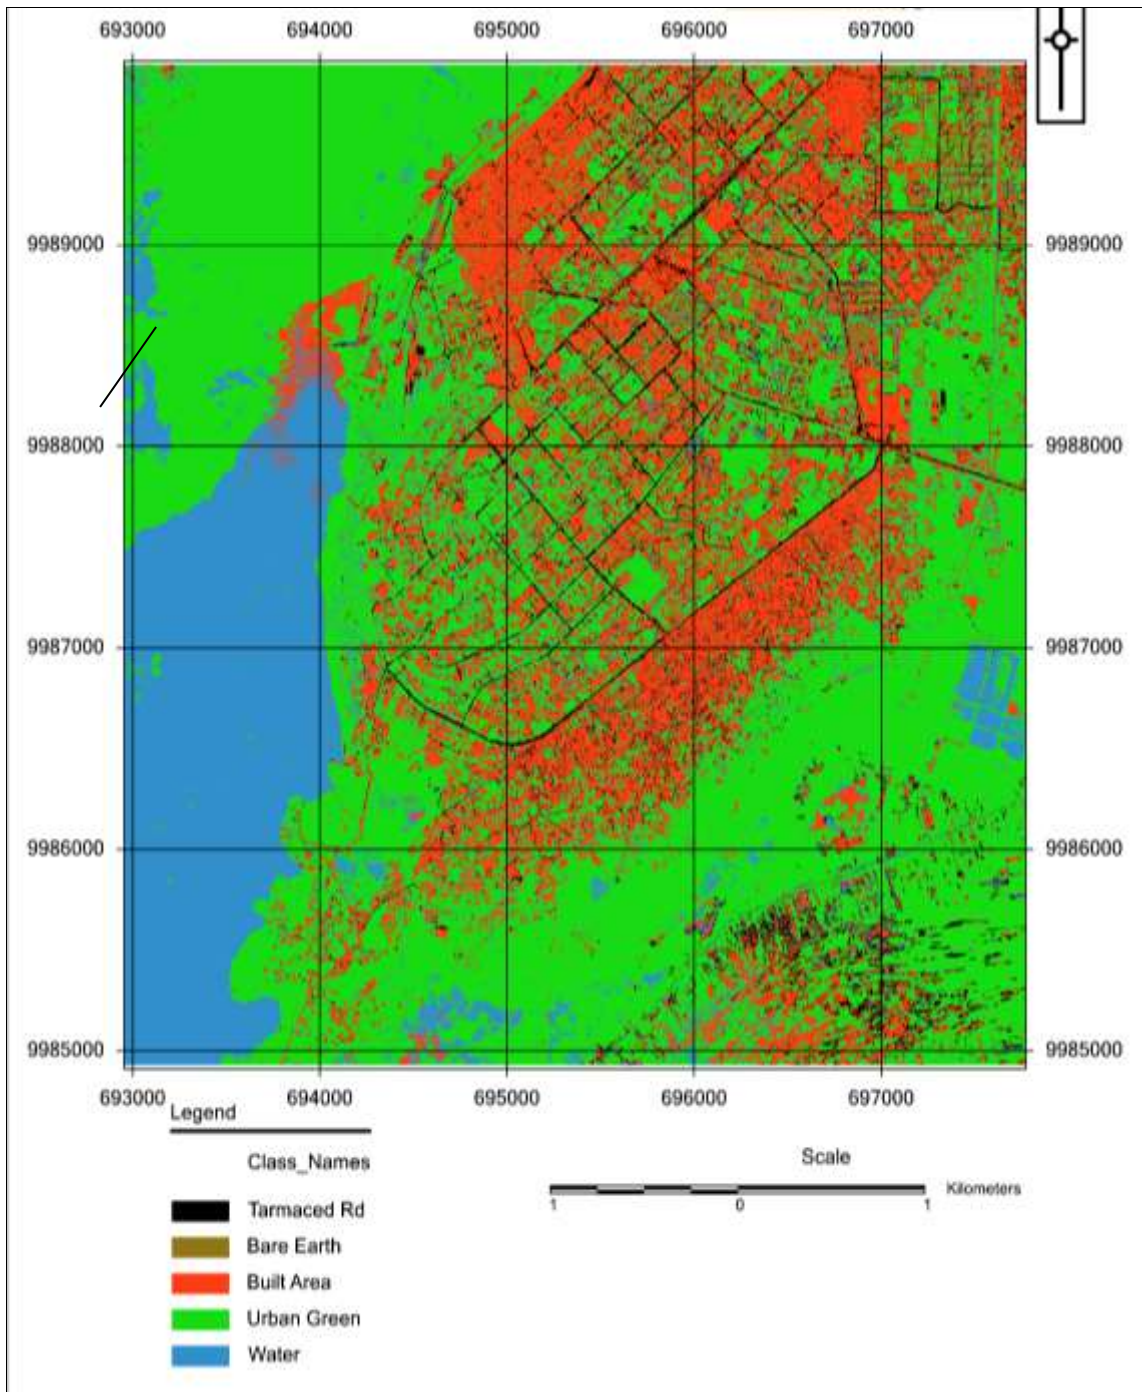 693000 694000 695000 696000 697000
9989000 9989000
9988000 9988000
9987000 9987000
9986000 9986000
9985000 9985000
693000 694000 695000 696000 697000
Legend
Class_Names
Scale
Kilometers
1 0 1
Tarmaced Rd
Bare Earth
Built Area
Urban Green
Water